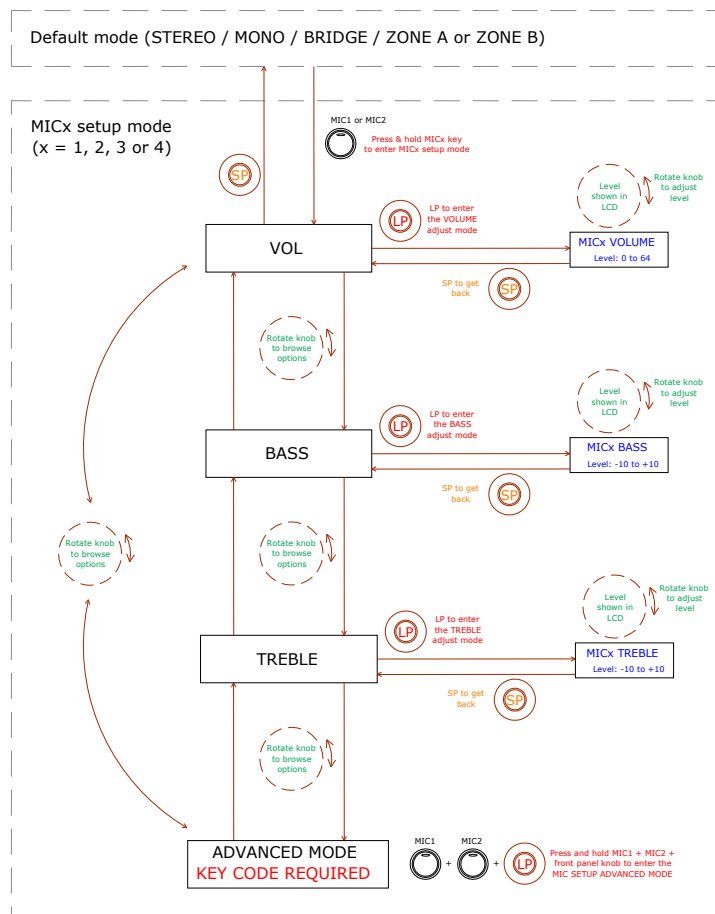 Default mode (STEREO / MONO / BRIDGE / ZONE A or ZONE B)
MICx setup mode
(x = 1, 2, 3 or 4)
MIC1 or MIC2
Press & hold MICx key
to enter MICx setup mode
SP
Level
shown in
LCD
Rotate knob
to adjust
level
LP
LP to enter
the VOLUME
adjust mode
VOL
MICx VOLUME
Level: 0 to 64
SP to get
back
SP
Rotate knob
to browse
options
Level
shown in
LCD
Rotate knob
to adjust
level
LP
LP to enter
the BASS
adjust mode
BASS
MICx BASS
Level: -10 to +10
SP to get
back
SP
Rotate knob
to browse
options
Rotate knob
to browse
options
Level
shown in
LCD
Rotate knob
to adjust
level
LP
LP to enter
the TREBLE
adjust mode
TREBLE
MICx TREBLE
Level: -10 to +10
SP to get
back
SP
Rotate knob
to browse
options
ADVANCED MODE
KEY CODE REQUIRED
MIC1
+
MIC2
+
LP
Press and hold MIC1 + MIC2 +
front panel knob to enter the
MIC SETUP ADVANCED MODE